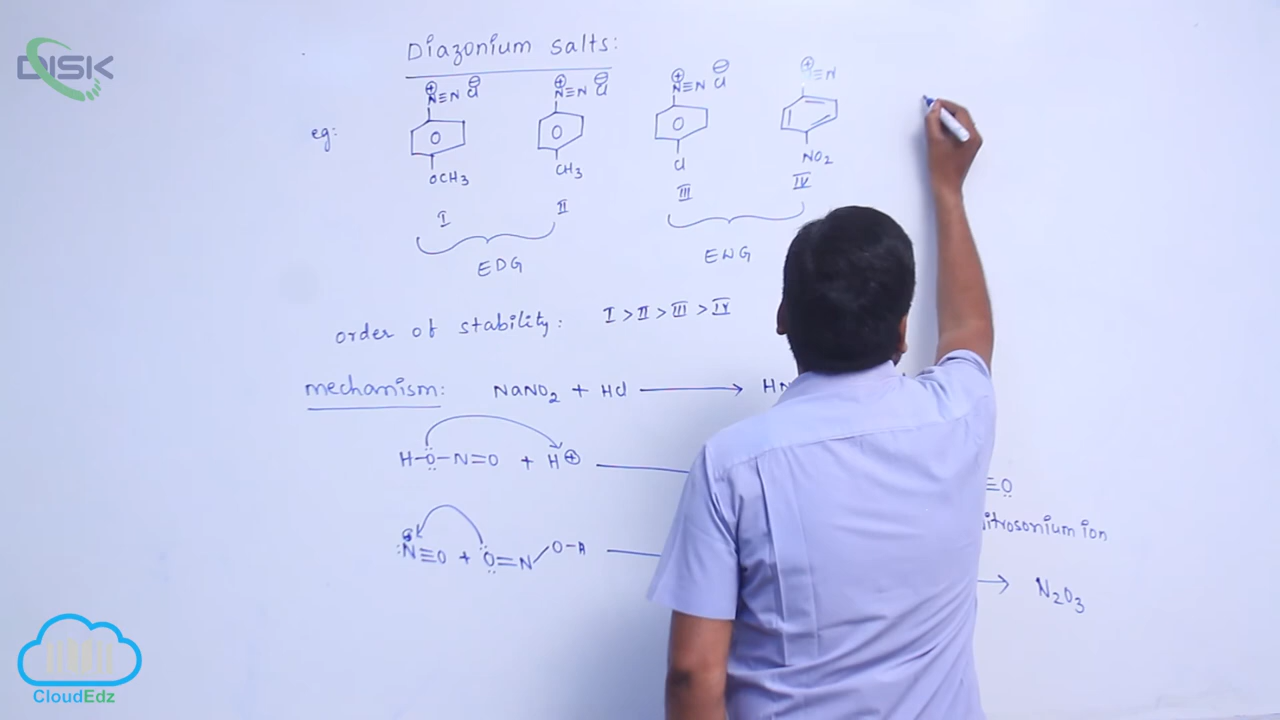 DISK
Diazonium salts:
eg:
⊕N≡N Cl⊖ ⊕N≡N Cl⊖ ⊕N≡N Cl⊖ ⊕N≡N
OCH3 CH3 Cl NO2
I II III IV
EDG EWG
order of stability: I > II > III > IV
mechanism: NaNO2 + HCl → HN
H-Ö-N=O + H⊕ ≡O
itrosonium ion
:N≡O + Ö=N O-H → N2O3
CloudEdz